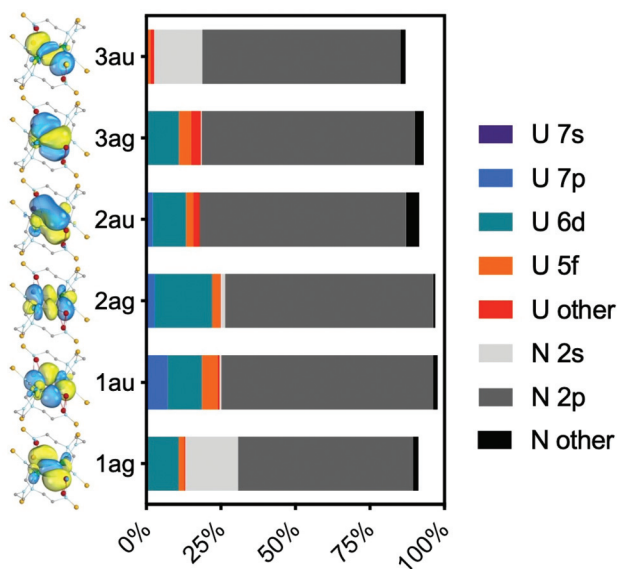 3au
3ag
2au
2ag
1au
1ag
0%
25%
50%
75%
100%
U 7s
U 7p
U 6d
U 5f
U other
N 2s
N 2p
N other